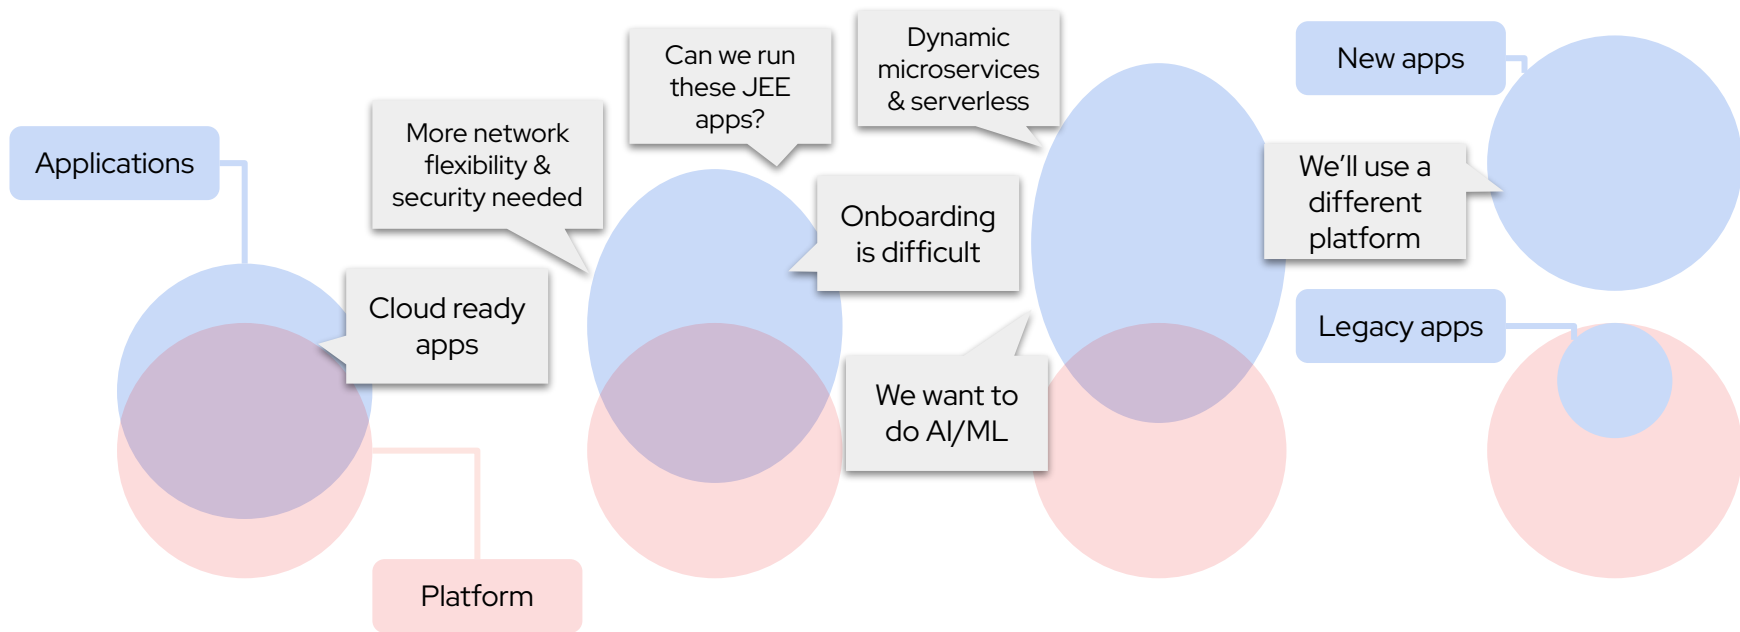 Applications
Cloud ready
apps
Platform
More network
flexibility &
security needed
Can we run
these JEE
apps?
Onboarding
is difficult
Dynamic
microservices
& serverless
We want to
do AI/ML
New apps
We’ll use a
different
platform
Legacy apps